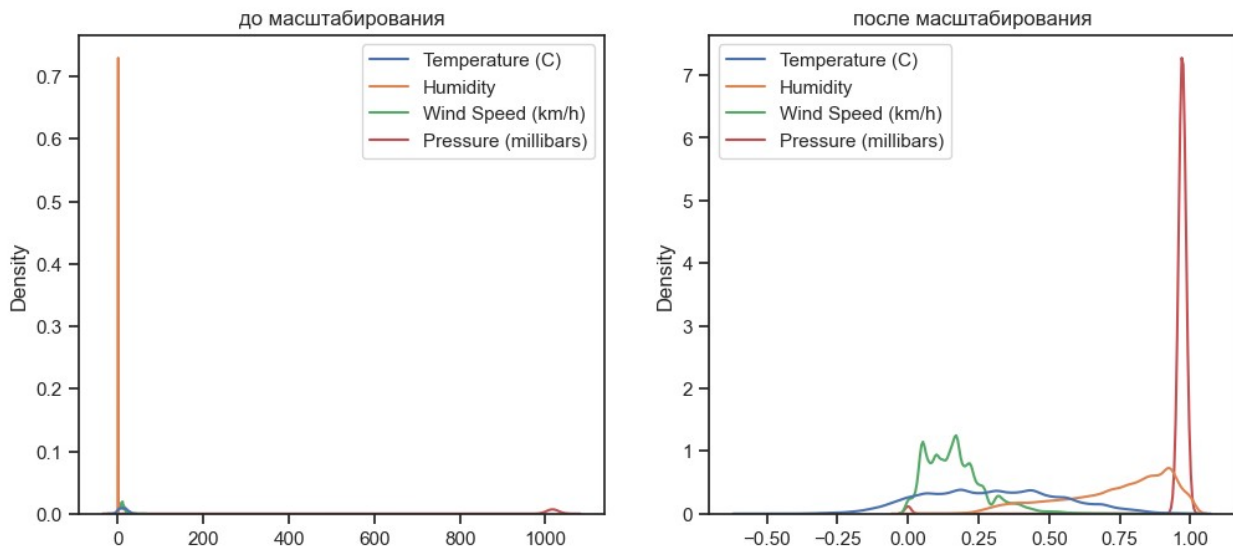 до масштабирования
Temperature (C)
Humidity
Wind Speed (km/h)
Pressure (millibars)
Density
0.7
0.6
0.5
0.4
0.3
0.2
0.1
0.0
0
200
400
600
800
1000
после масштабирования
Temperature (C)
Humidity
Wind Speed (km/h)
Pressure (millibars)
Density
7
6
5
4
3
2
1
0
−0.50
−0.25
0.00
0.25
0.50
0.75
1.00